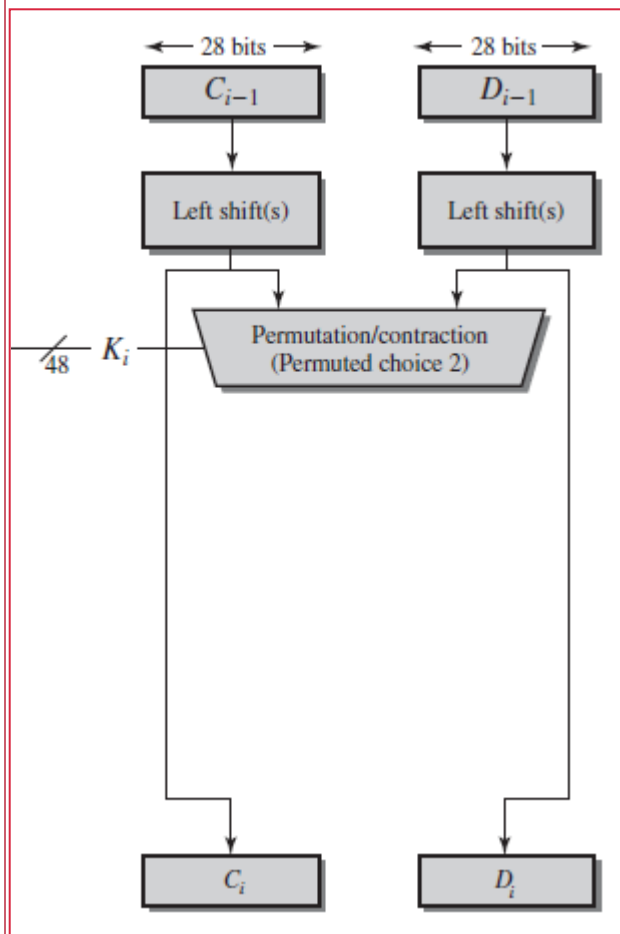 28 bits 28 bits
C_{i-1} D_{i-1}
Left shift(s) Left shift(s)
Permutation/contraction
(Permuted choice 2)
48 K_i
C_i D_i